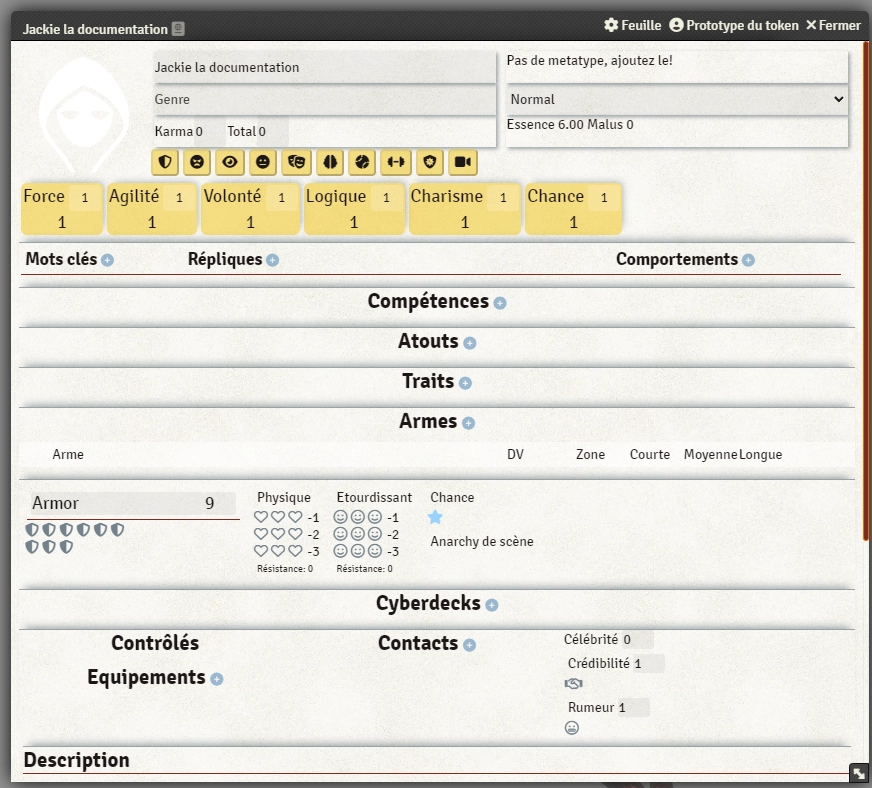 Jackie la documentation Feuille Prototype du token Fermer
Jackie la documentation Pas de metatype, ajoutez le!
Genre Normal
Karma 0 Total 0 Essence 6.00 Malus 0
Force 1 Agilité 1 Volonté 1 Logique 1 Charisme 1 Chance 1
1 1 1 1 1 1
Mots clés Répliques Comportements
Compétences
Atouts
Traits
Armes
Arme DV Zone Courte Moyenne Longue
Physique Etourdissant Chance
Armor 9
-1 -1
-2 -2
Anarchy de scène
-3 -3
Résistance: 0 Résistance: 0
Cyberdecks
Contrôlés Contacts Célébrité 0
Crédibilité 1
Equipements
Rumeur 1
Description